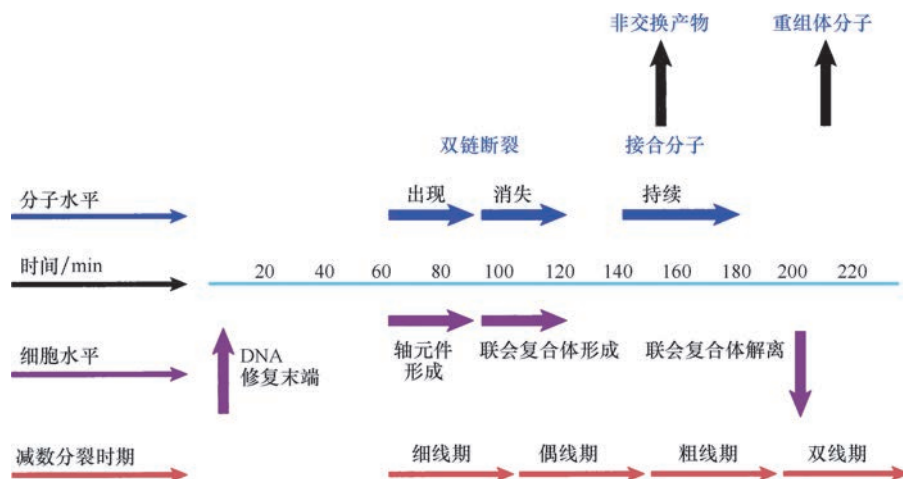 非交换产物 重组体分子
双链断裂 接合分子
分子水平 出现 消失 持续
时间/min 20 40 60 80 100 120 140 160 180 200 220
细胞水平 DNA 轴元件 联会复合体形成 联会复合体解离
修复末端 形成
减数分裂时期 细线期 偶线期 粗线期 双线期